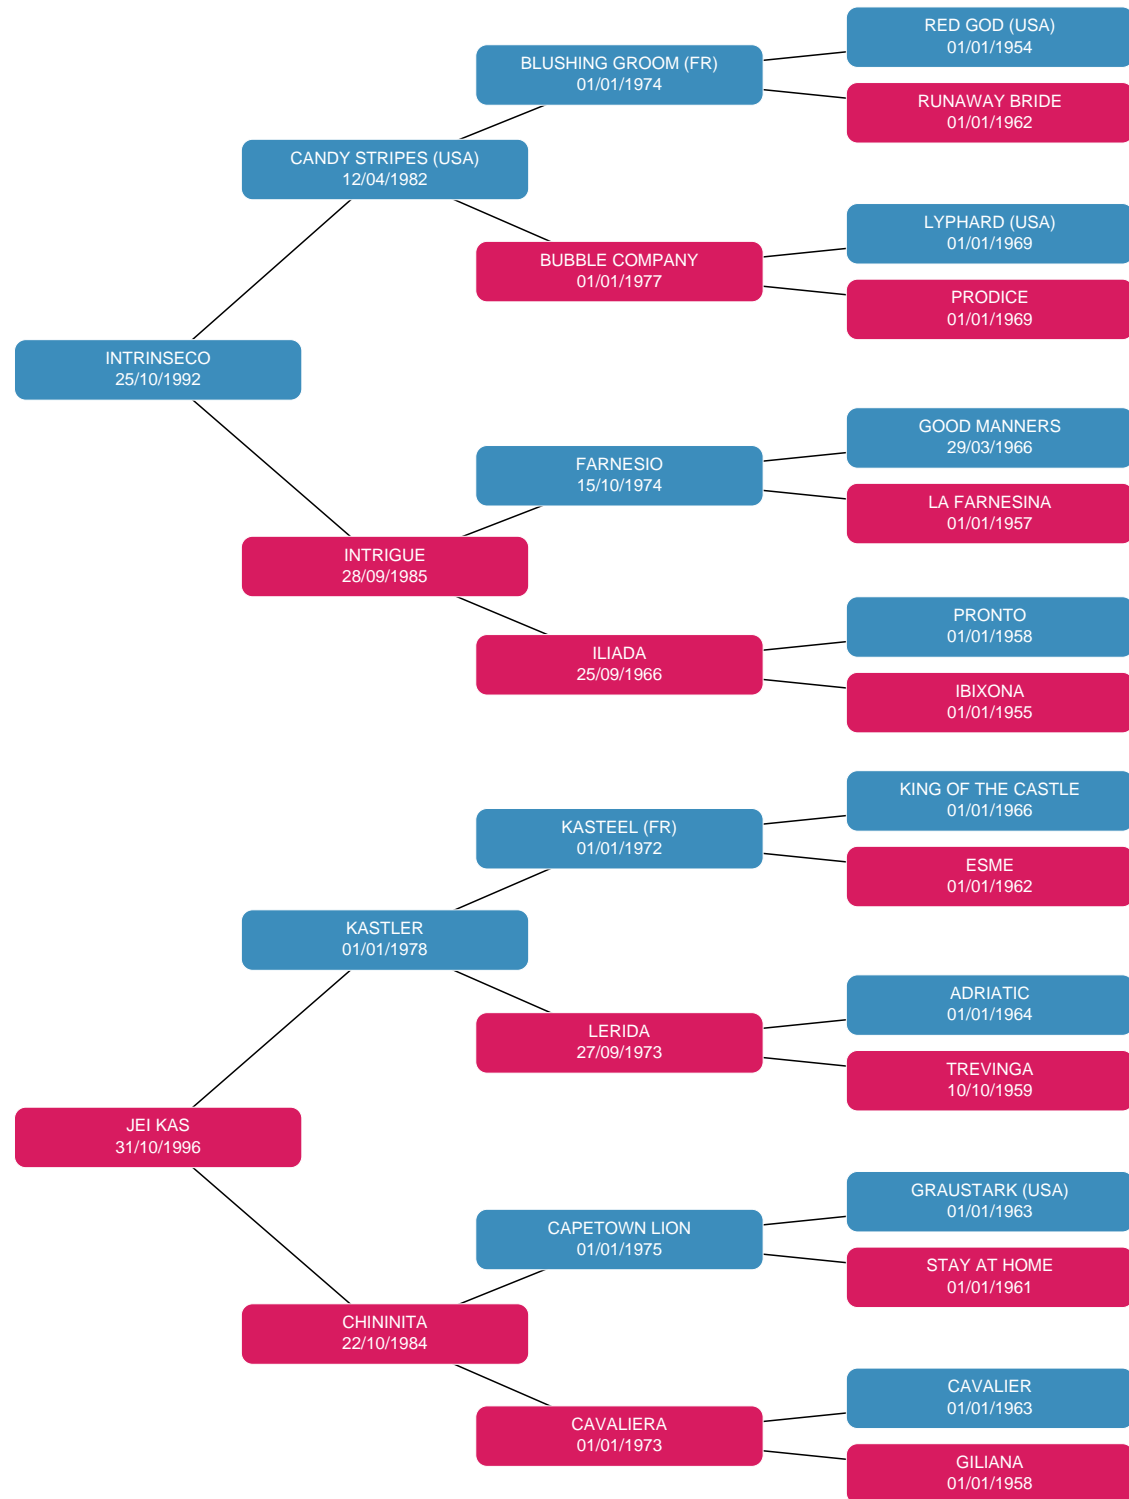 RED GOD (USA)
01/01/1954
BLUSHING GROOM (FR)
01/01/1974
RUNAWAY BRIDE
01/01/1962
CANDY STRIPES (USA)
12/04/1982
LYPHARD (USA)
01/01/1969
BUBBLE COMPANY
01/01/1977
PRODICE
01/01/1969
INTRINSECO
25/10/1992
GOOD MANNERS
29/03/1966
FARNESIO
15/10/1974
LA FARNESINA
01/01/1957
INTRIGUE
28/09/1985
PRONTO
01/01/1958
ILIADA
25/09/1966
IBIXONA
01/01/1955
KING OF THE CASTLE
01/01/1966
KASTEEL (FR)
01/01/1972
ESME
01/01/1962
KASTLER
01/01/1978
ADRIATIC
01/01/1964
LERIDA
27/09/1973
TREVINGA
10/10/1959
JEI KAS
31/10/1996
GRAUSTARK (USA)
01/01/1963
CAPETOWN LION
01/01/1975
STAY AT HOME
01/01/1961
CHININITA
22/10/1984
CAVALIER
01/01/1963
CAVALIERA
01/01/1973
GILIANA
01/01/1958